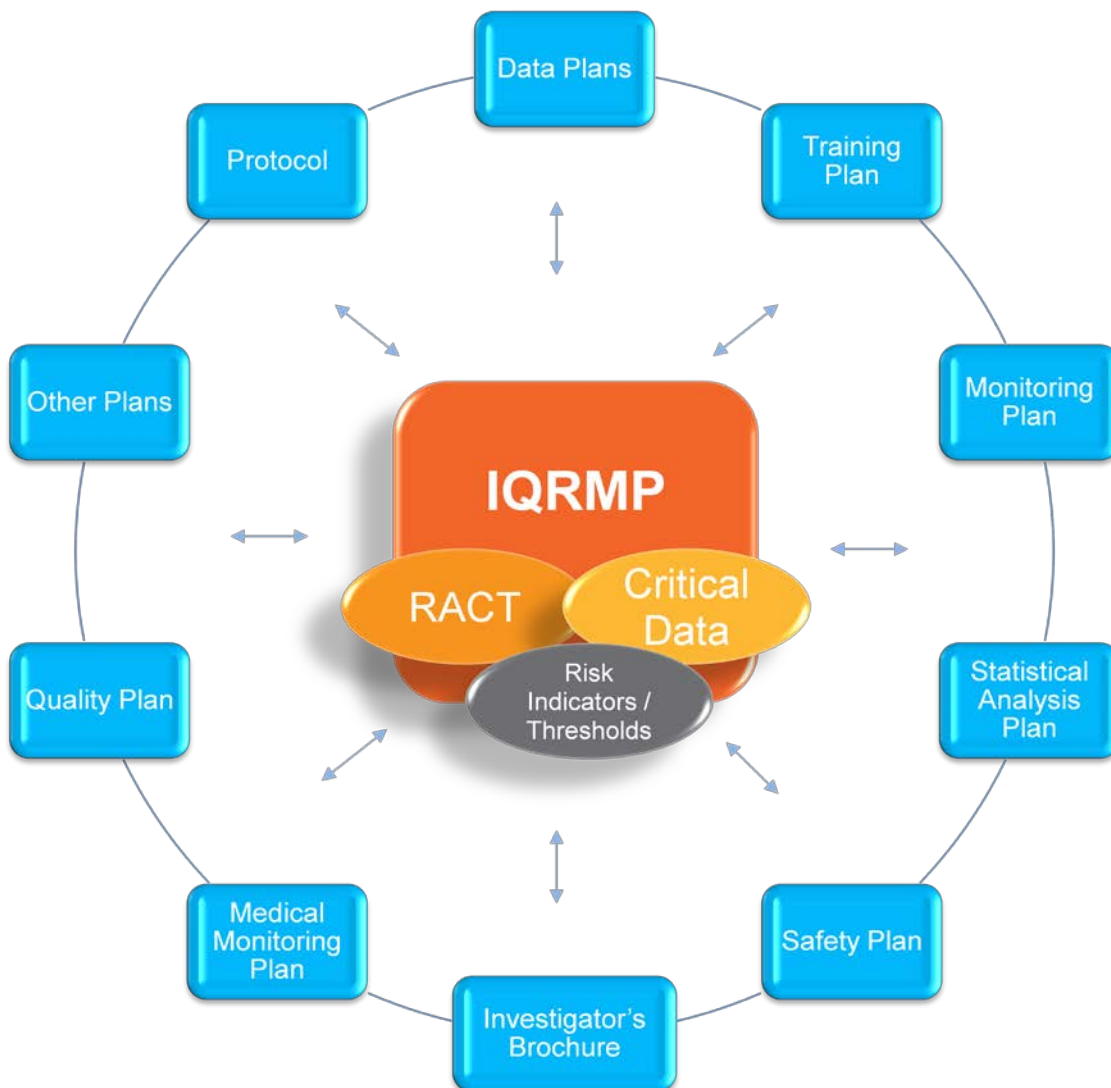 Data Plans
Protocol
Training
Plan
Other Plans
Monitoring
Plan
IQRMP
RACT
Critical
Data
Risk
Indicators /
Thresholds
Quality Plan
Statistical
Analysis
Plan
Medical
Monitoring
Plan
Safety Plan
Investigator's
Brochure